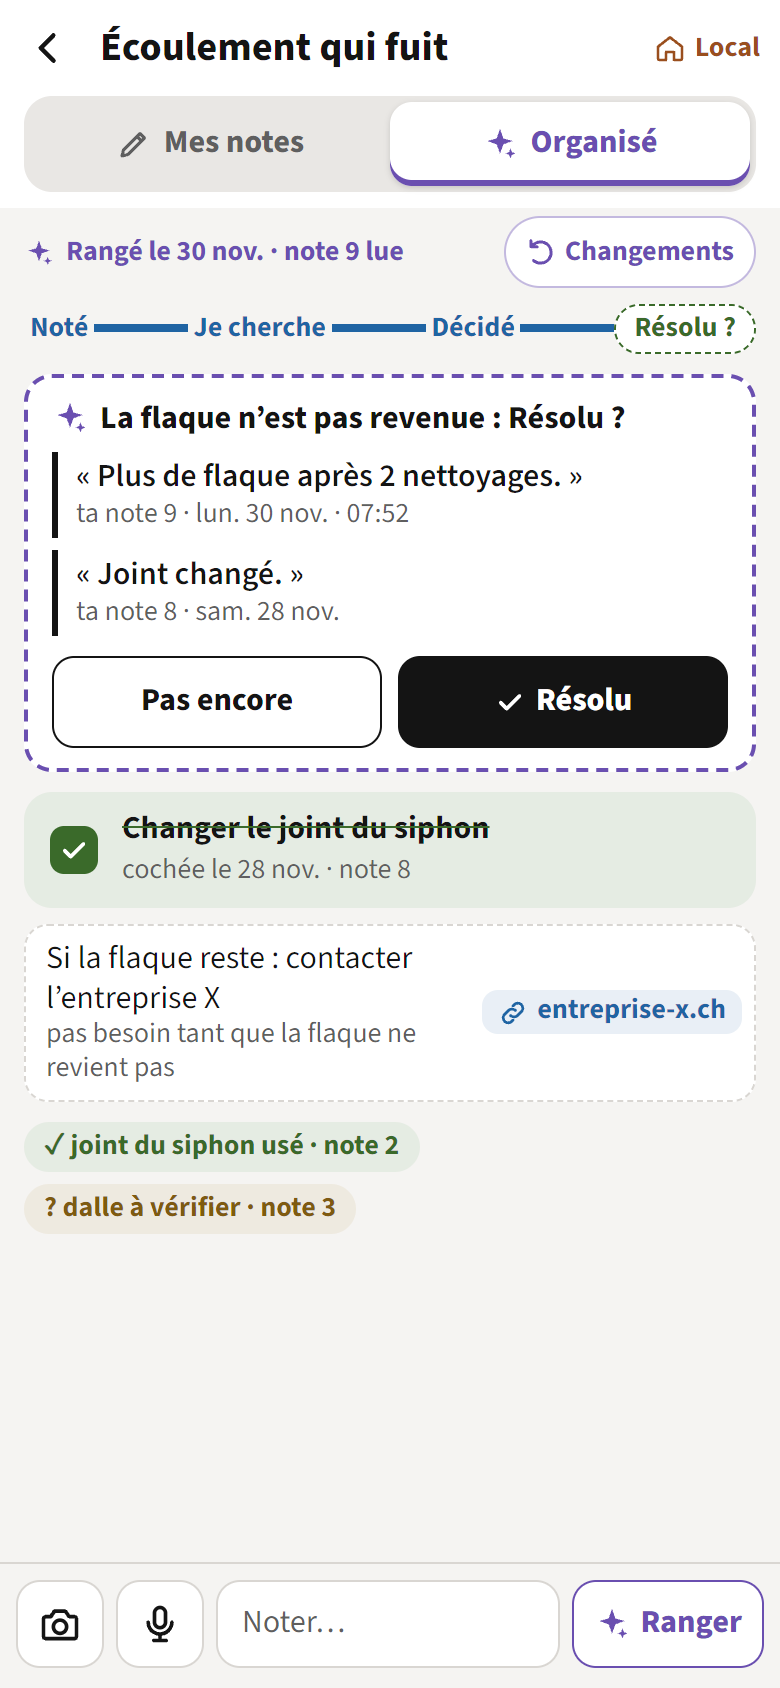 Écoulement qui fuit
Local
Mes notes
Organisé
Rangé le 30 nov. · note 9 lue
Changements
Noté
Je cherche
Décidé
Résolu ?
La flaque n’est pas revenue : Résolu ?
« Plus de flaque après 2 nettoyages. »
ta note 9 · lun. 30 nov. · 07:52
« Joint changé. »
ta note 8 · sam. 28 nov.
Pas encore
Résolu
Changer le joint du siphon
cochée le 28 nov. · note 8
Si la flaque reste : contacter
l’entreprise X
pas besoin tant que la flaque ne
revient pas
entreprise-x.ch
✓ joint du siphon usé · note 2
? dalle à vérifier · note 3
Noter…
Ranger